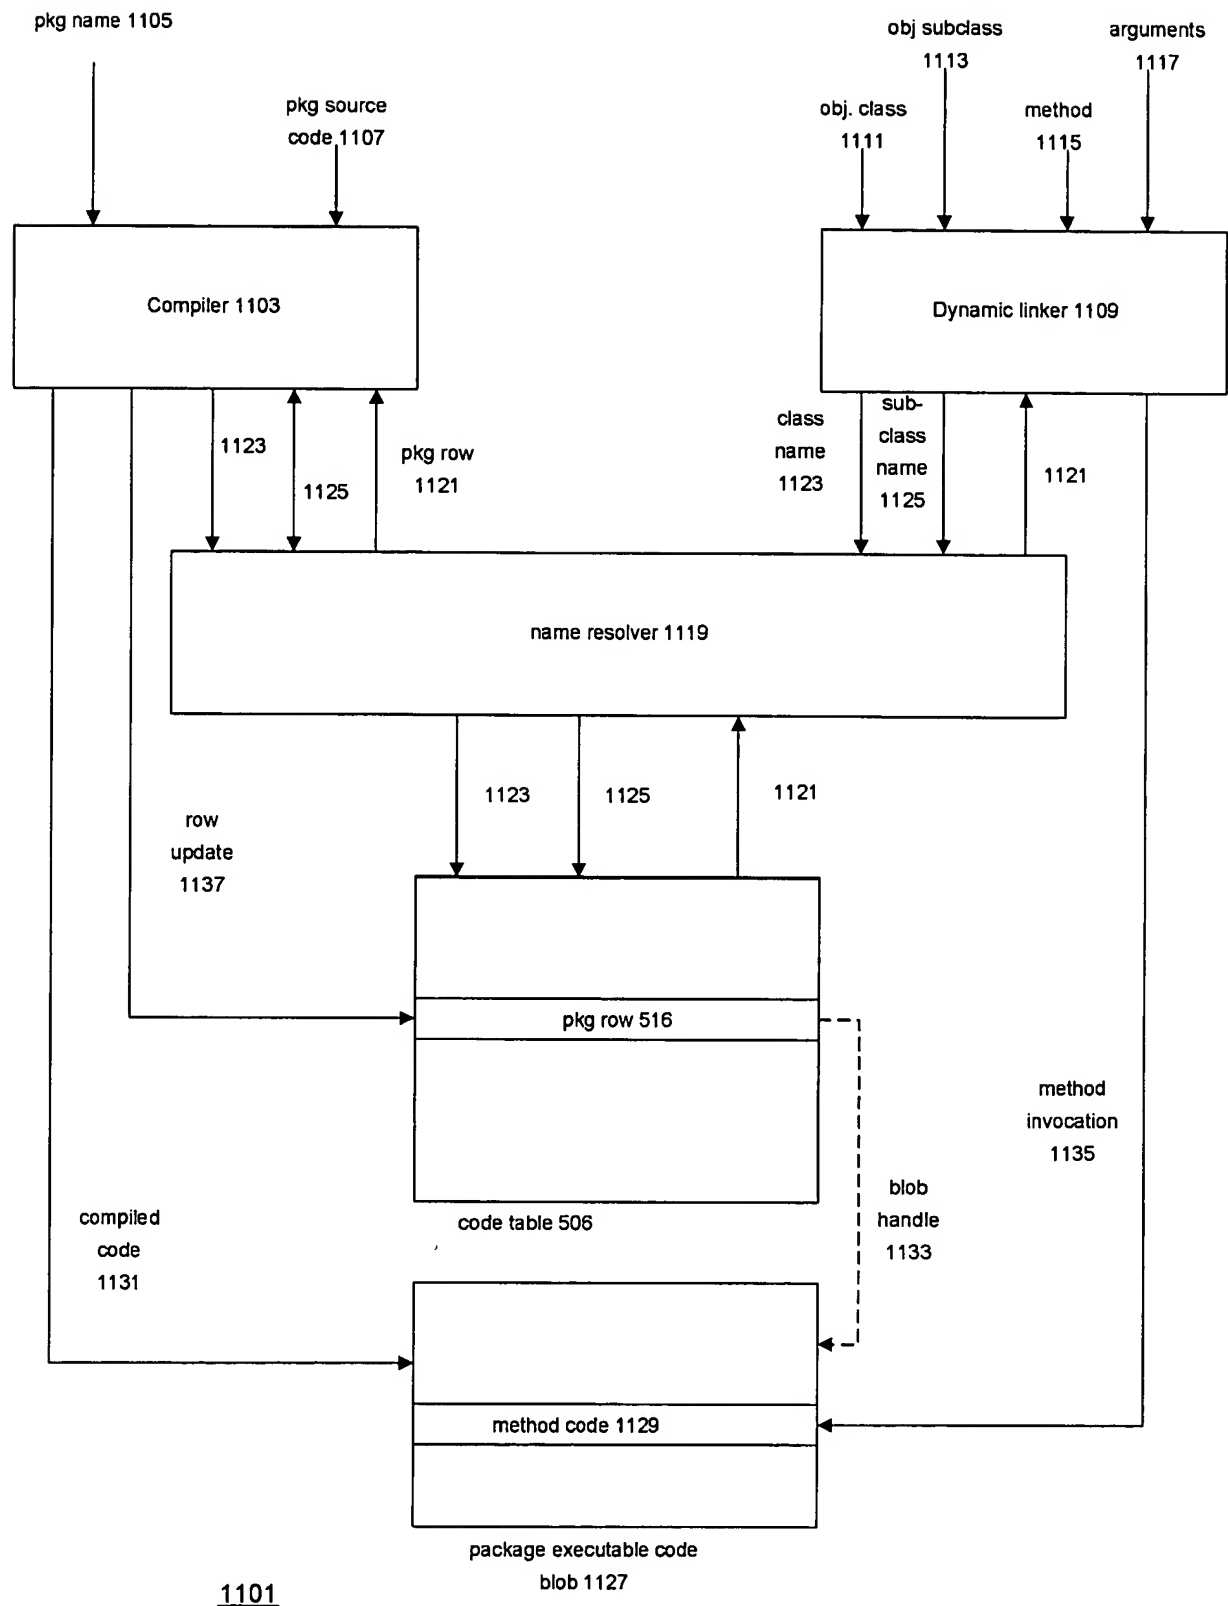 pkg name 1105
obj subclass
1113
arguments
1117
pkg source
code 1107
obj. class
1111
method
1115
Compiler 1103
Dynamic linker 1109
1123
1125
pkg row
1121
class
name
1123
sub-
class
name
1125
1121
name resolver 1119
1123
1125
1121
row
update
1137
pkg row 516
method
invocation
1135
blob
handle
1133
code table 506
compiled
code
1131
method code 1129
package executable code
blob 1127
1101